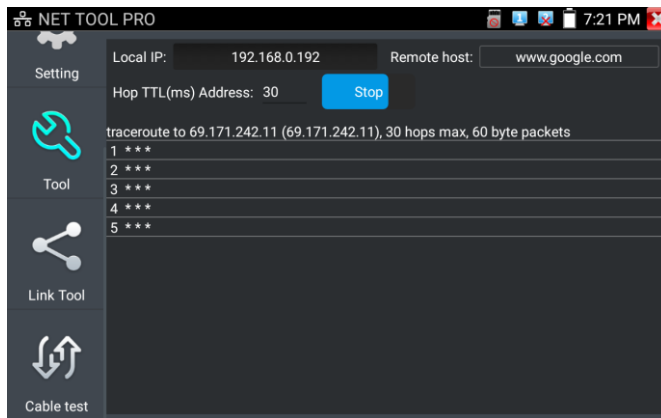 NET TOOL PRO
7:21 PM
Setting
Local IP: 192.168.0.192 Remote host: www.google.com
Hop TTL(ms) Address: 30 Stop
traceroute to 69.171.242.11 (69.171.242.11), 30 hops max, 60 byte packets
1 * * *
2 * * *
3 * * *
4 * * *
5 * * *
Tool
Link Tool
Cable test